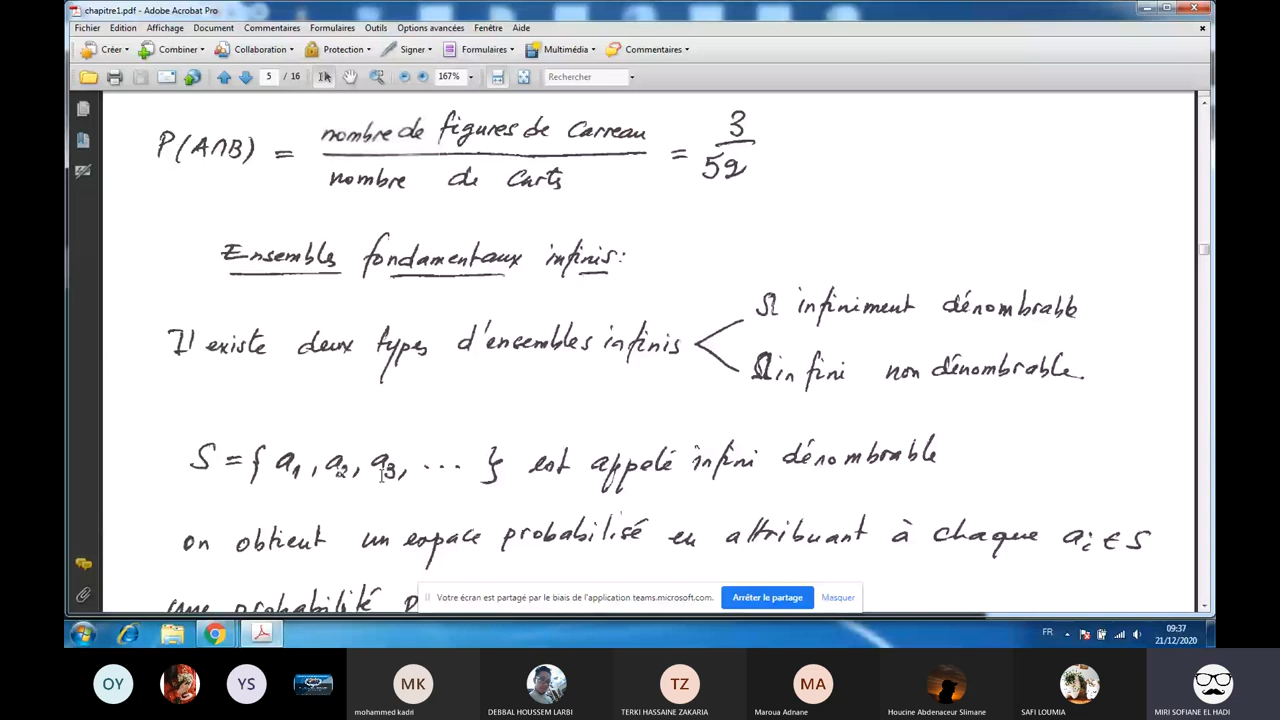 chapitre1.pdf - Adobe Acrobat Pro
Fichier Edition Affichage Document Commentaires Formulaires Outils Options avancées Fenêtre Aide
Créer Combiner Collaboration Protection Signer Formulaires Multimédia Commentaires
5 / 16 167% Rechercher
P(A∩B) = nombre de figures de Carreau / nombre de Carts = 3/52
Ensembles fondamentaux infinis:
Il existe deux types d'ensembles infinis
Ω infiniment dénombrable
Ω infini non dénombrable.
S = { a1, a2, a3, ... } est appelé infini dénombrable
on obtient un espace probabilisé en attribuant à chaque ai ∈ S
une probabilité P
Votre écran est partagé par le biais de l'application teams.microsoft.com. Arrêter le partage Masquer
FR 09:37
21/12/2020
OY YS MK TZ MA
mohammed kadri DEBBAL HOUSSEM LARBI TERKI HASSAINE ZAKARIA Maroua Adnane Houcine Abdenaceur Slimane SAFI LOUMIA MIRI SOFIANE EL HADI